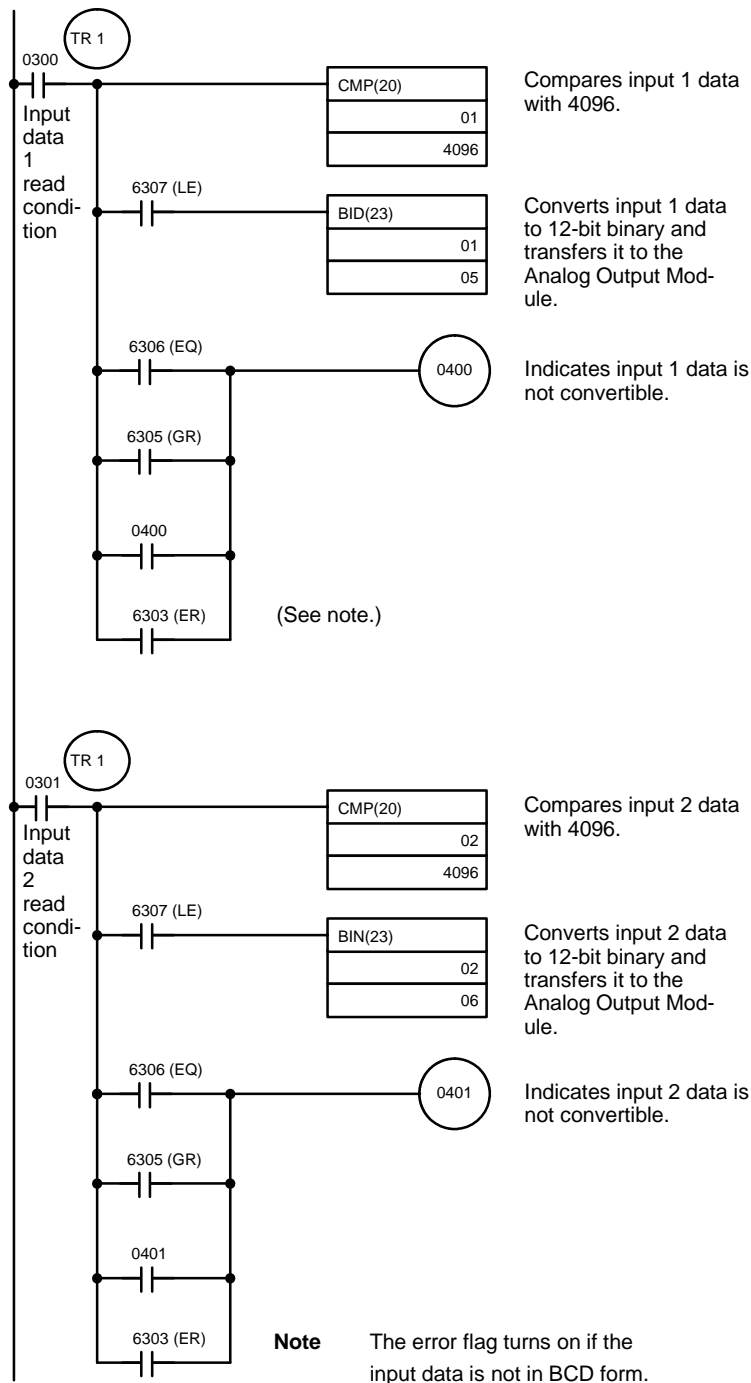 TR 1
0300
Input
data
1
read
condi-
tion
CMP(20)
01
4096
Compares input 1 data
with 4096.
6307 (LE)
BID(23)
01
05
Converts input 1 data
to 12-bit binary and
transfers it to the
Analog Output Mod-
ule.
6306 (EQ)
0400
Indicates input 1 data is
not convertible.
6305 (GR)
0400
6303 (ER)
(See note.)
TR 1
0301
Input
data
2
read
condi-
tion
CMP(20)
02
4096
Compares input 2 data
with 4096.
6307 (LE)
BIN(23)
02
06
Converts input 2 data
to 12-bit binary and
transfers it to the
Analog Output Mod-
ule.
6306 (EQ)
0401
Indicates input 2 data is
not convertible.
6305 (GR)
0401
6303 (ER)
Note The error flag turns on if the
input data is not in BCD form.